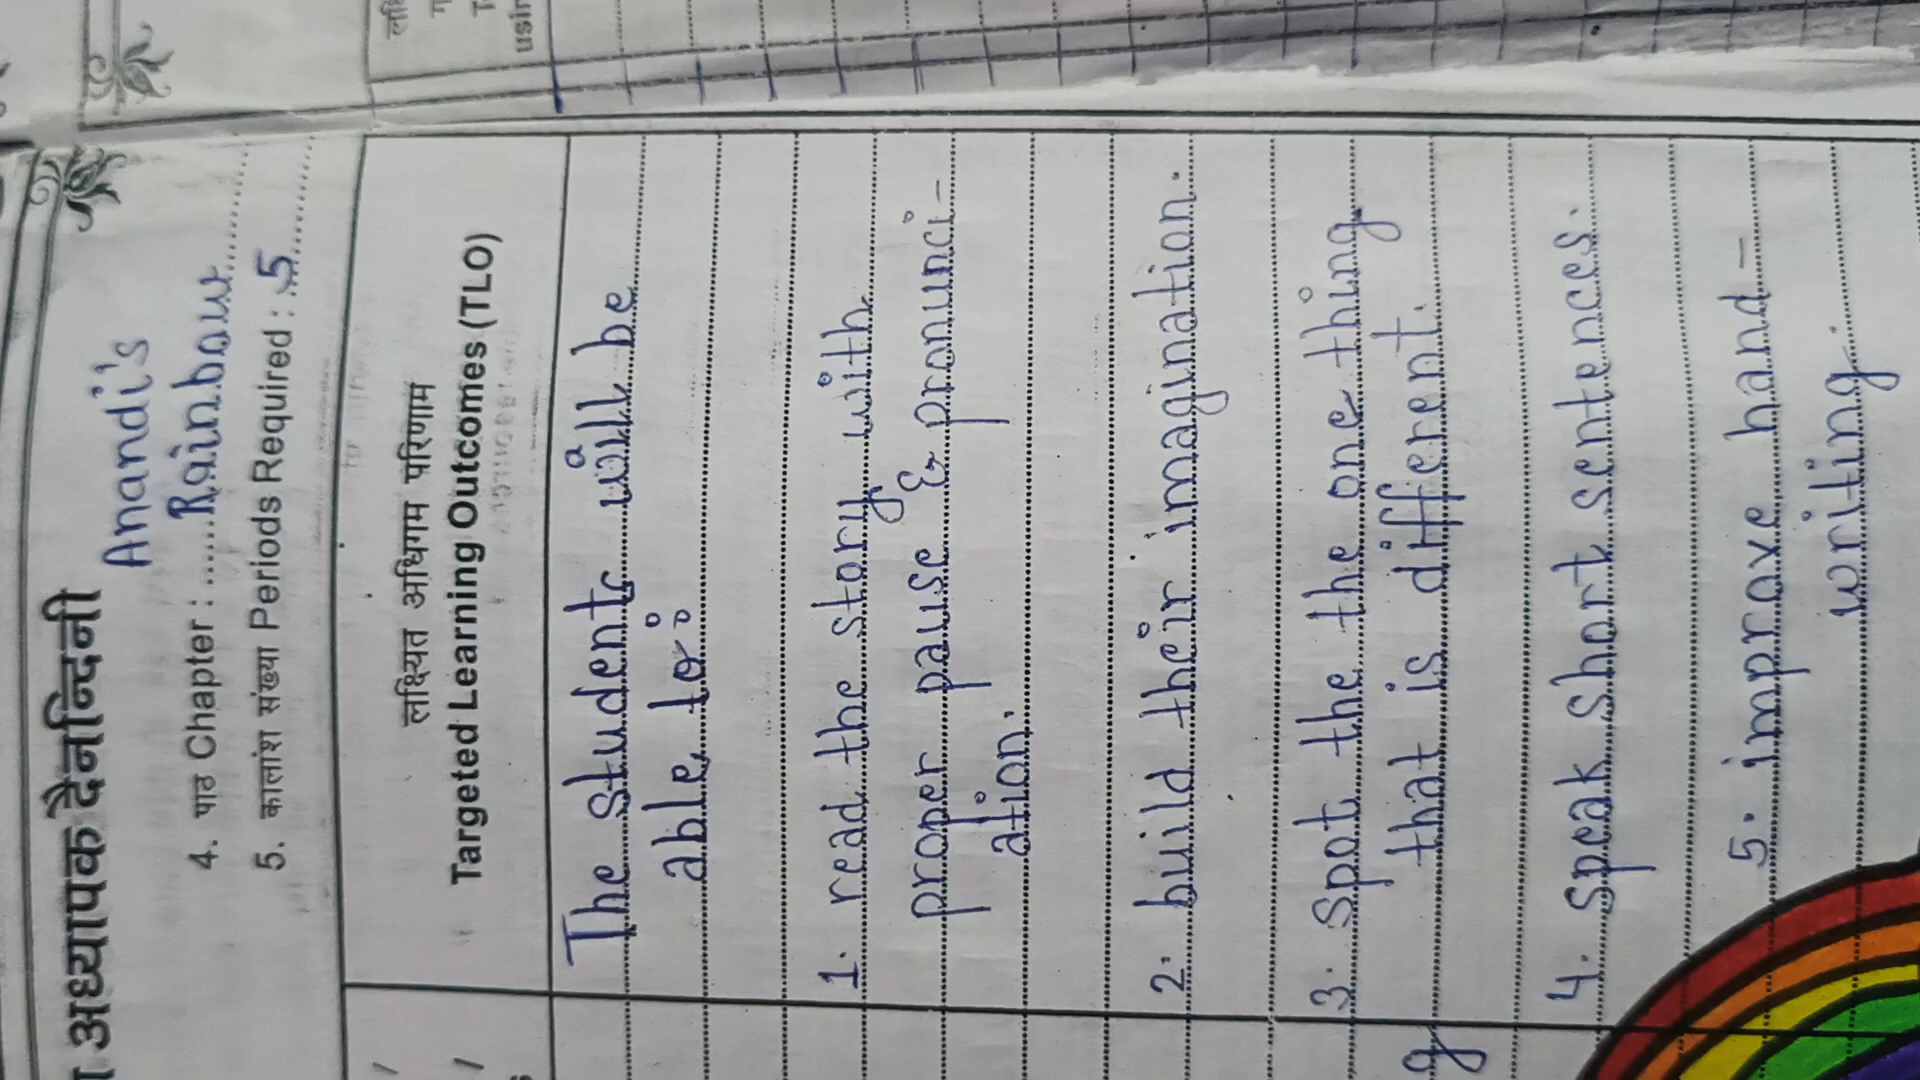 अध्यापक दैनन्दिनी
Anandi's
4. पाठ Chapter : Rainbow
5. कालांश संख्या Periods Required : 5
लक्ष्यित अधिगम परिणाम
Targeted Learning Outcomes (TLO)
The students will be
able to:
1. read the story with
proper pause & pronunci-
ation.
2. build their imagination.
3. spot the the one thing
that is different.
4. speak short sentences.
5. improve hand-
writing.
usin
g